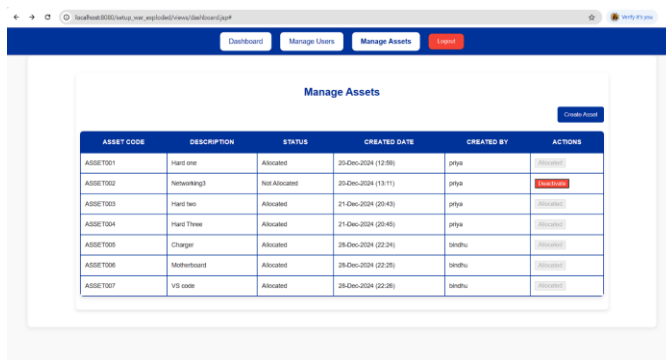 localhost:8080/setup_war_exploded/views/dashboard.jsp#
Verify it's you
Dashboard Manage Users Manage Assets Logout
Manage Assets
Create Asset
ASSET CODE DESCRIPTION STATUS CREATED DATE CREATED BY ACTIONS
ASSET001 Hard one Allocated 20-Dec-2024 (12:59) priya Allocated
ASSET002 Networking3 Not Allocated 20-Dec-2024 (13:11) priya Deactivate
ASSET003 Hard two Allocated 21-Dec-2024 (20:43) priya Allocated
ASSET004 Hard Three Allocated 21-Dec-2024 (20:45) priya Allocated
ASSET005 Charger Allocated 28-Dec-2024 (22:24) bindhu Allocated
ASSET006 Motherboard Allocated 28-Dec-2024 (22:25) bindhu Allocated
ASSET007 VS code Allocated 28-Dec-2024 (22:26) bindhu Allocated